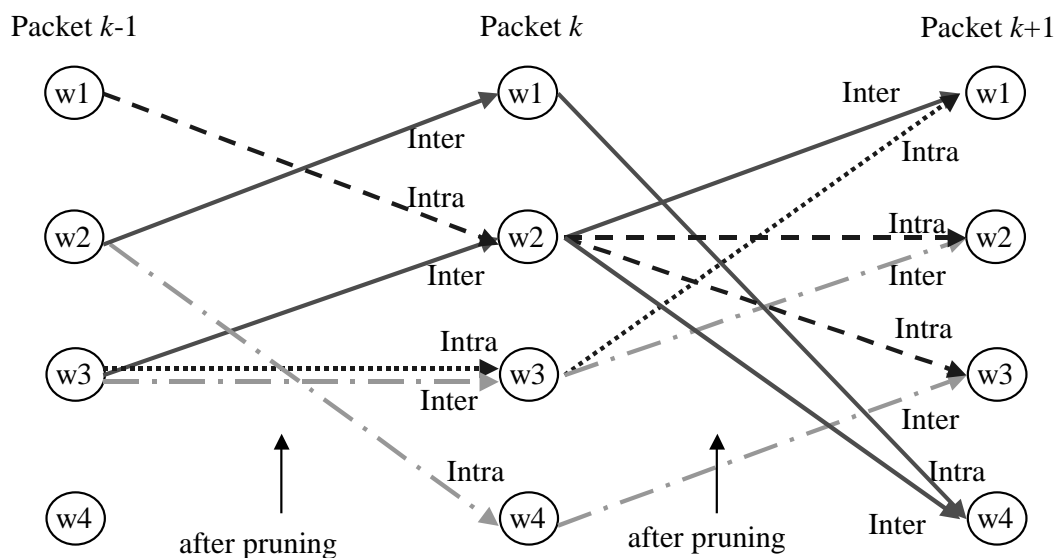 Packet k-1
Packet k
Packet k+1
w1
w1
Inter
w1
Inter
Intra
Intra
Intra
w2
w2
w2
Inter
Inter
Intra
Intra
w3
w3
w3
Inter
Inter
Intra
Intra
w4
w4
Inter
w4
after pruning
after pruning